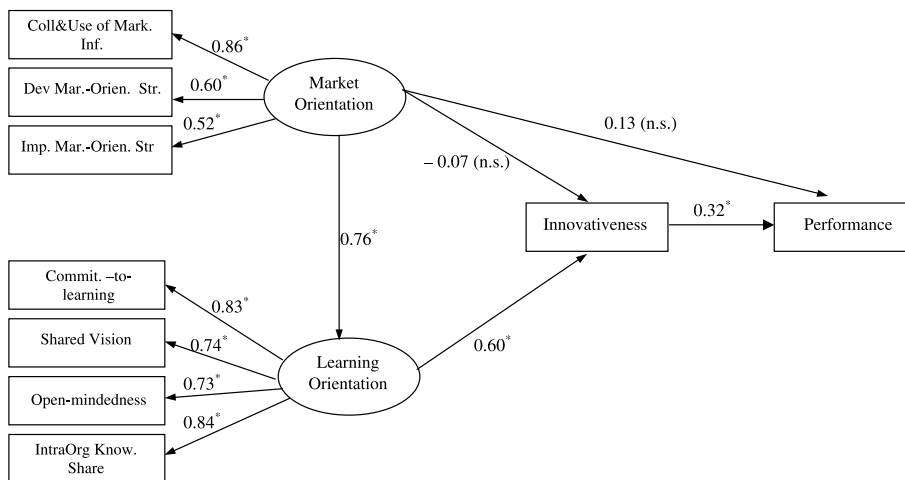 Coll&Use of Mark.
Inf.
0.86*
Dev Mar.-Orien. Str.
0.60*
Imp. Mar.-Orien. Str
0.52*
Market
Orientation
0.13 (n.s.)
– 0.07 (n.s.)
Innovativeness
0.32*
Performance
0.76*
Commit. –to-
learning
0.83*
Shared Vision
0.74*
Open-mindedness
0.73*
IntraOrg Know.
Share
0.84*
Learning
Orientation
0.60*